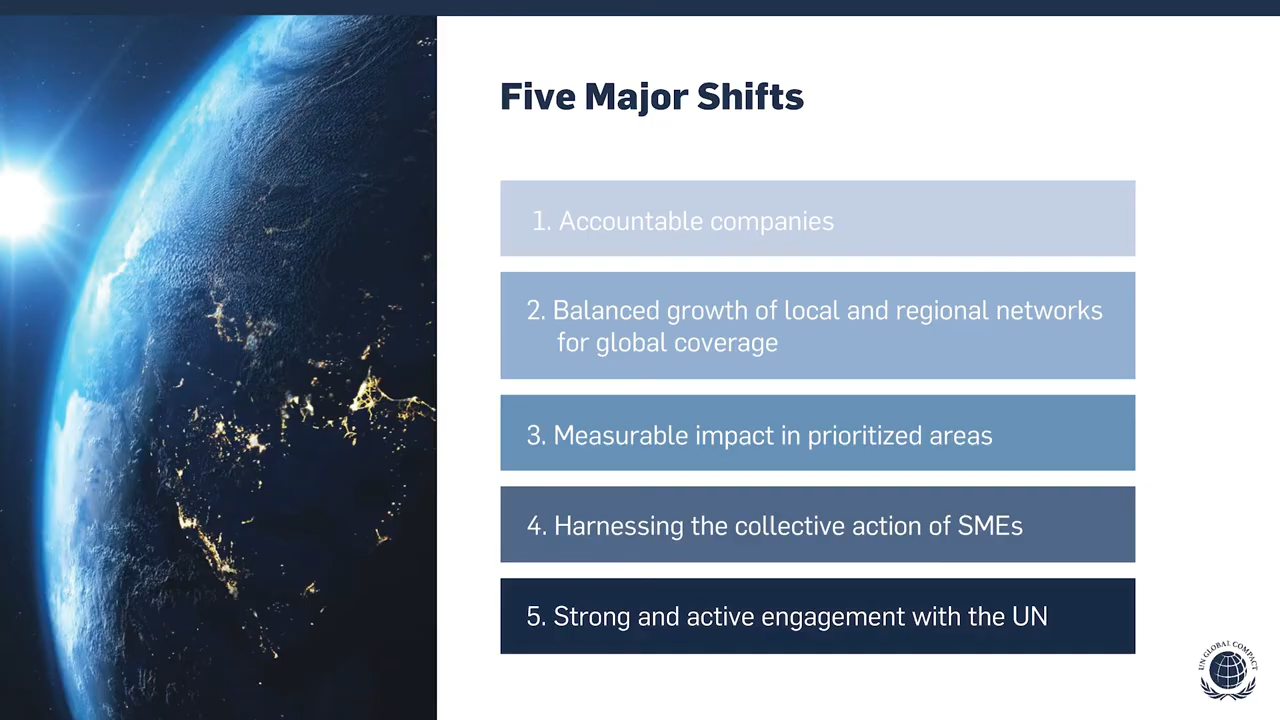 Five Major Shifts
1. Accountable companies
2. Balanced growth of local and regional networks
for global coverage
3. Measurable impact in prioritized areas
4. Harnessing the collective action of SMEs
5. Strong and active engagement with the UN
UN GLOBAL COMPACT